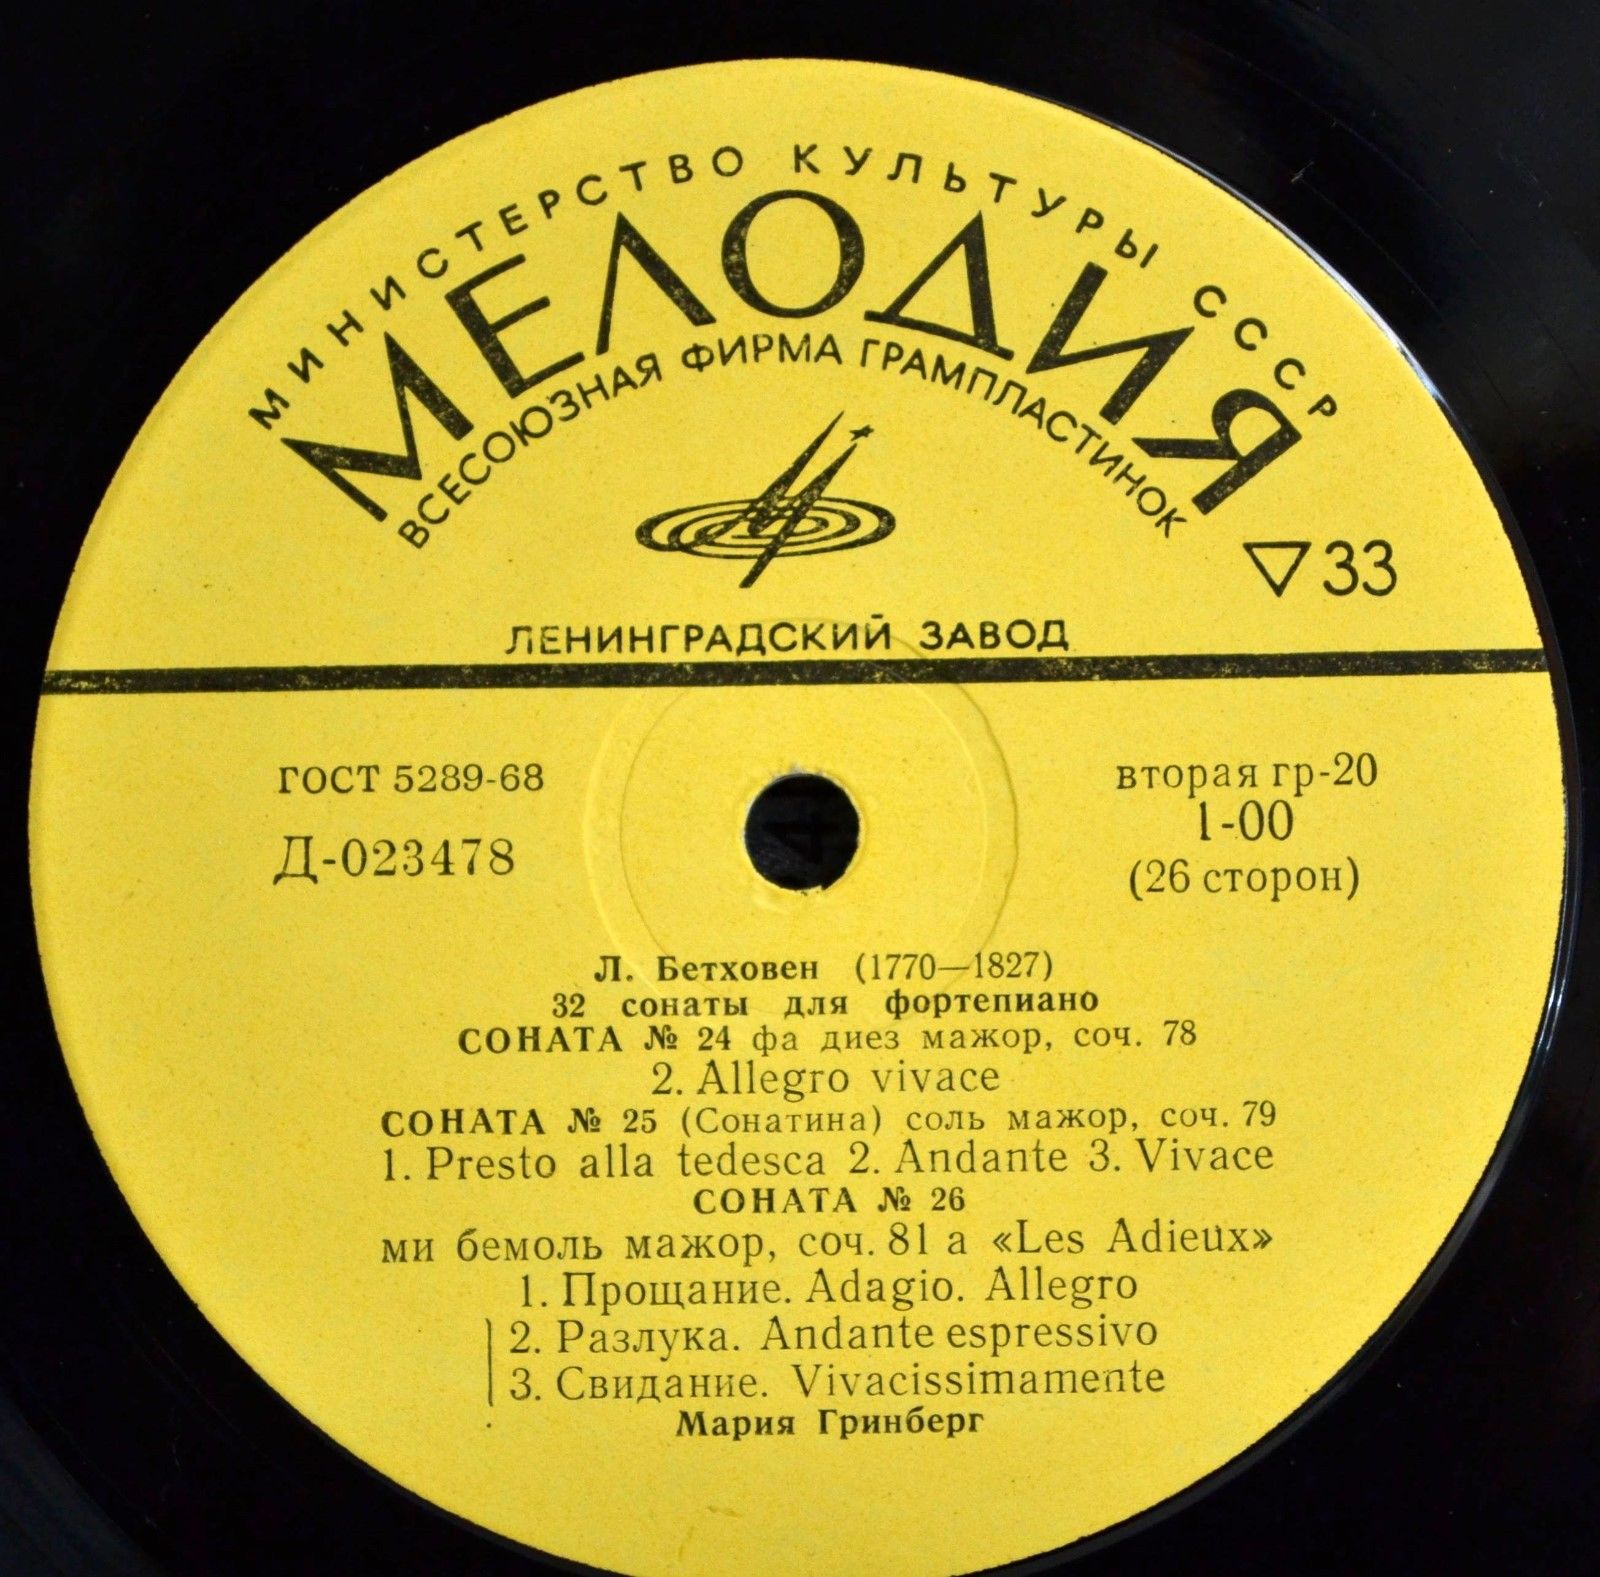 МИНИСТЕРСТВО КУЛЬТУРЫ СССР
МЕЛОДИЯ
ВСЕСОЮЗНАЯ ФИРМА ГРАМПЛАСТИНОК
▽33
ЛЕНИНГРАДСКИЙ ЗАВОД
ГОСТ 5289-68
Д-023478
вторая гр-20
1-00
(26 сторон)
Л. Бетховен (1770—1827)
32 сонаты для фортепиано
СОНАТА № 24 фа диез мажор, соч. 78
2. Allegro vivace
СОНАТА № 25 (Сонатина) соль мажор, соч. 79
1. Presto alla tedesca 2. Andante 3. Vivace
СОНАТА № 26
ми бемоль мажор, соч. 81 а «Les Adieux»
1. Прощание. Adagio. Allegro
2. Разлука. Andante espressivo
3. Свидание. Vivacissimamente
Мария Гринберг